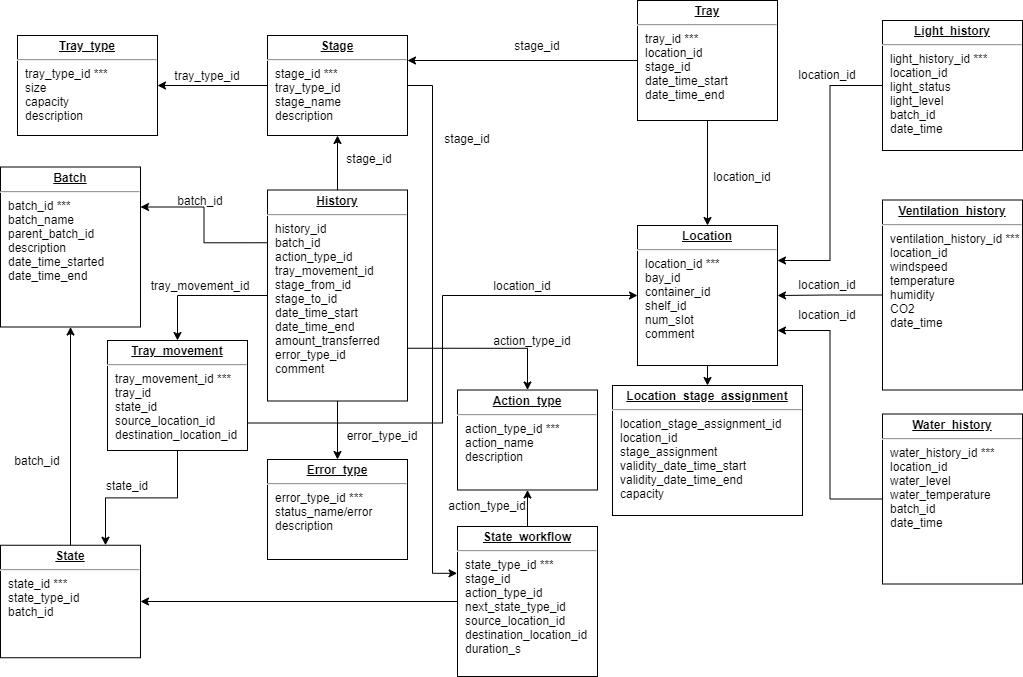 Tray_type
tray_type_id ***
size
capacity
description
tray_type_id
Stage
stage_id ***
tray_type_id
stage_name
description
stage_id
Tray
tray_id ***
location_id
stage_id
date_time_start
date_time_end
Light_history
light_history_id ***
location_id
light_status
light_level
batch_id
date_time
location_id
stage_id
stage_id
location_id
Batch
batch_id ***
batch_name
parent_batch_id
description
date_time_started
date_time_end
batch_id
History
history_id
batch_id
action_type_id
tray_movement_id
stage_from_id
stage_to_id
date_time_start
date_time_end
amount_transferred
error_type_id
comment
Location
location_id ***
bay_id
container_id
shelf_id
num_slot
comment
Ventilation_history
ventilation_history_id ***
location_id
windspeed
temperature
humidity
CO2
date_time
location_id
location_id
tray_movement_id
location_id
Tray_movement
tray_movement_id ***
tray_id
state_id
source_location_id
destination_location_id
action_type_id
Action_type
action_type_id ***
action_name
description
Location_stage_assignment
location_stage_assignment_id
location_id
stage_assignment
validity_date_time_start
validity_date_time_end
capacity
Water_history
water_history_id ***
location_id
water_level
water_temperature
batch_id
date_time
error_type_id
Error_type
error_type_id ***
status_name/error
description
batch_id
state_id
action_type_id
State
state_id ***
state_type_id
batch_id
State_workflow
state_type_id ***
stage_id
action_type_id
next_state_type_id
source_location_id
destination_location_id
duration_s